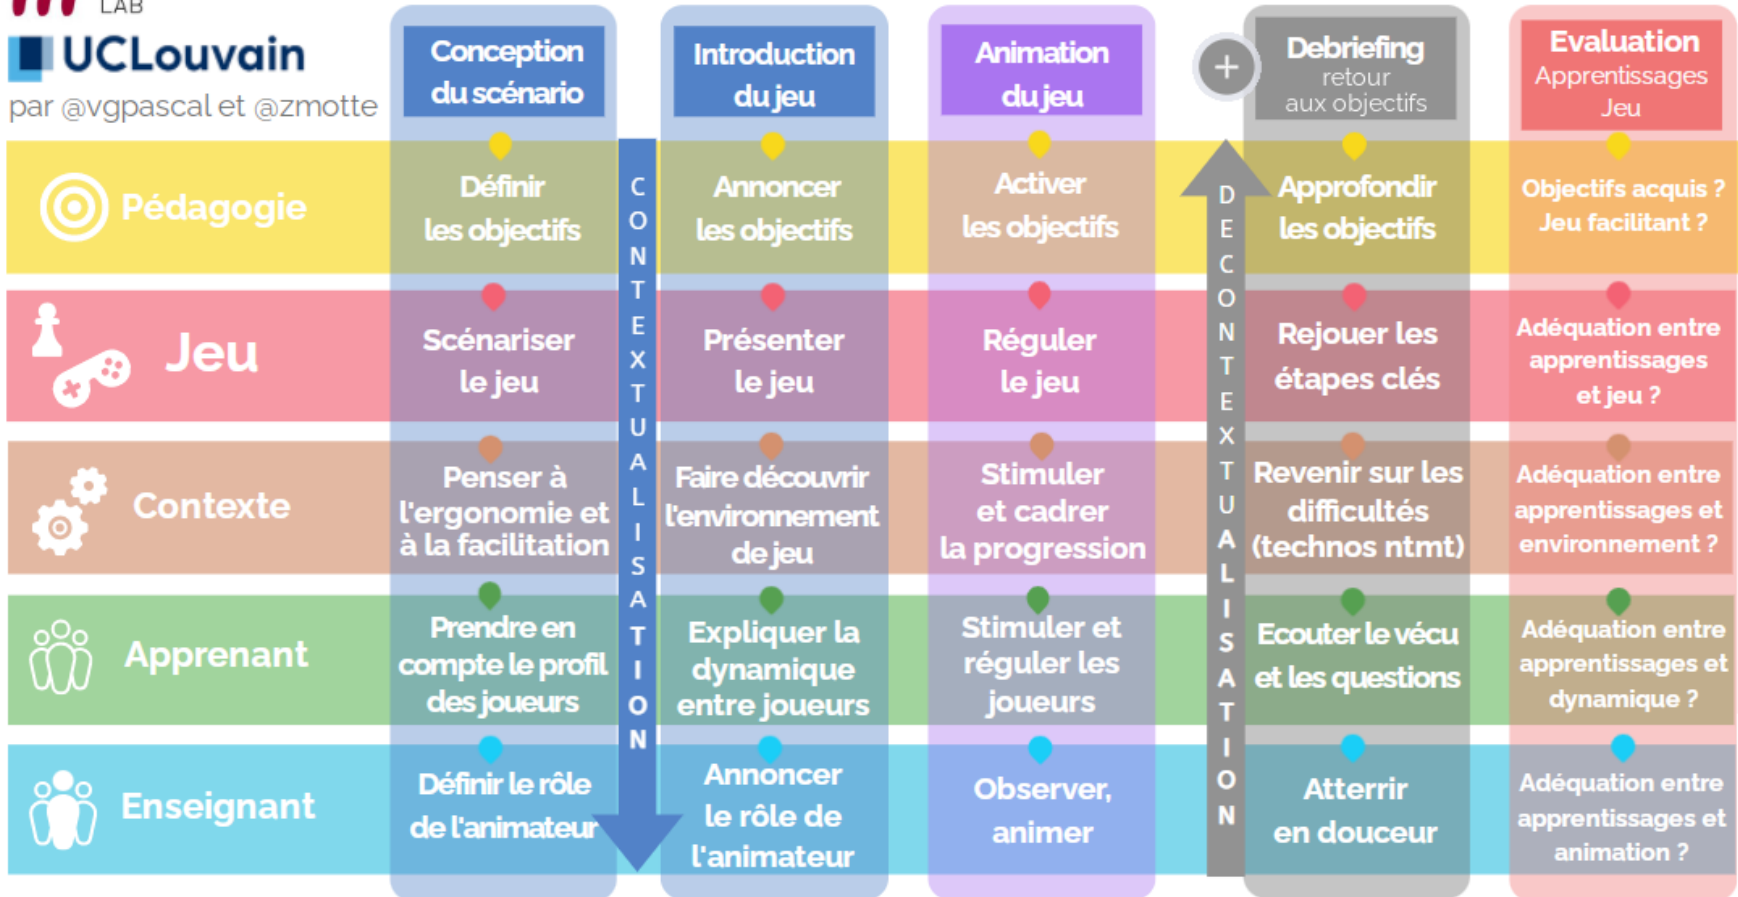 LAB
UCLouvain
par @vgpascal et @zmotte
Conception
du scénario
Introduction
du jeu
Animation
du jeu
+
Debriefing
retour
aux objectifs
Evaluation
Apprentissages
Jeu
CONTEXTUALISATION
DECONTEXTUALISATION
Pédagogie
Définir
les objectifs
Annoncer
les objectifs
Activer
les objectifs
Approfondir
les objectifs
Objectifs acquis ?
Jeu facilitant ?
Jeu
Scénariser
le jeu
Présenter
le jeu
Réguler
le jeu
Rejouer les
étapes clés
Adéquation entre
apprentissages
et jeu ?
Contexte
Penser à
l'ergonomie et
à la facilitation
Faire découvrir
l'environnement
de jeu
Stimuler
et cadrer
la progression
Revenir sur les
difficultés
(technos ntmt)
Adéquation entre
apprentissages et
environnement ?
Apprenant
Prendre en
compte le profil
des joueurs
Expliquer la
dynamique
entre joueurs
Stimuler et
réguler les
joueurs
Ecouter le vécu
et les questions
Adéquation entre
apprentissages et
dynamique ?
Enseignant
Définir le rôle
de l'animateur
Annoncer
le rôle de
l'animateur
Observer,
animer
Atterrir
en douceur
Adéquation entre
apprentissages et
animation ?